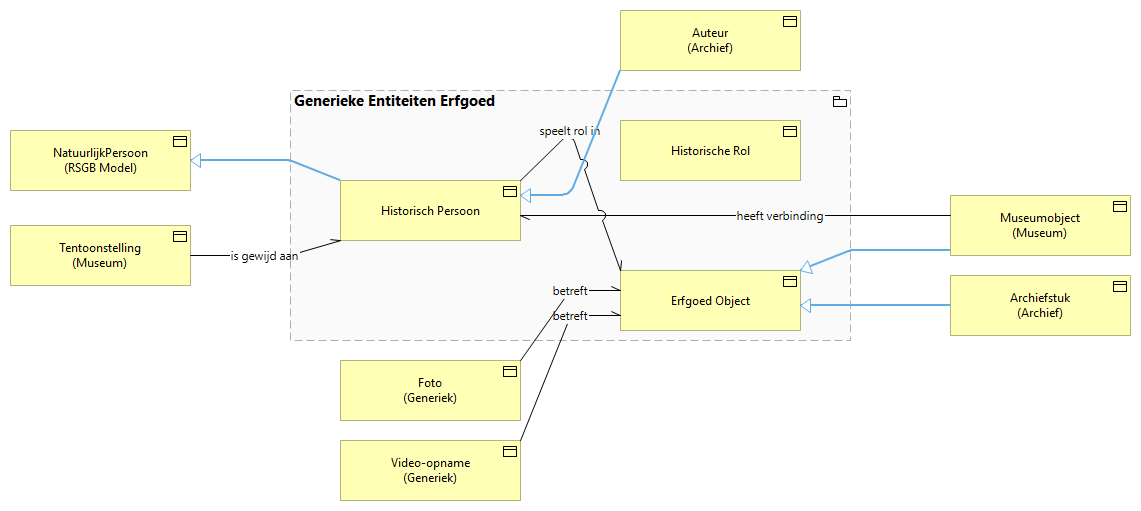 Auteur
(Archief)
Generieke Entiteiten Erfgoed
speelt rol in
Historische Rol
NatuurlijkPersoon
(RSGB Model)
Historisch Persoon
heeft verbinding
Museumobject
(Museum)
Tentoonstelling
(Museum)
is gewijd aan
betreft
Erfgoed Object
betreft
Archiefstuk
(Archief)
Foto
(Generiek)
Video-opname
(Generiek)